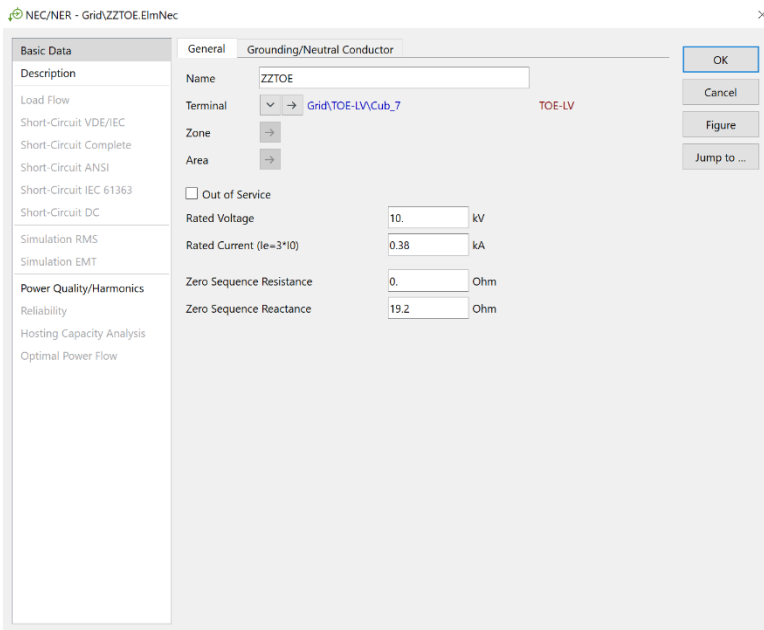 NEC/NER - Grid\ZZTOE.ElmNec
Basic Data
Description
Load Flow
Short-Circuit VDE/IEC
Short-Circuit Complete
Short-Circuit ANSI
Short-Circuit IEC 61363
Short-Circuit DC
Simulation RMS
Simulation EMT
Power Quality/Harmonics
Reliability
Hosting Capacity Analysis
Optimal Power Flow
General Grounding/Neutral Conductor
Name ZZTOE
Terminal Grid\TOE-LV\Cub_7 TOE-LV
Zone
Area
Out of Service
Rated Voltage 10. kV
Rated Current (Ie=3*I0) 0.38 kA
Zero Sequence Resistance 0. Ohm
Zero Sequence Reactance 19.2 Ohm
OK
Cancel
Figure
Jump to ...